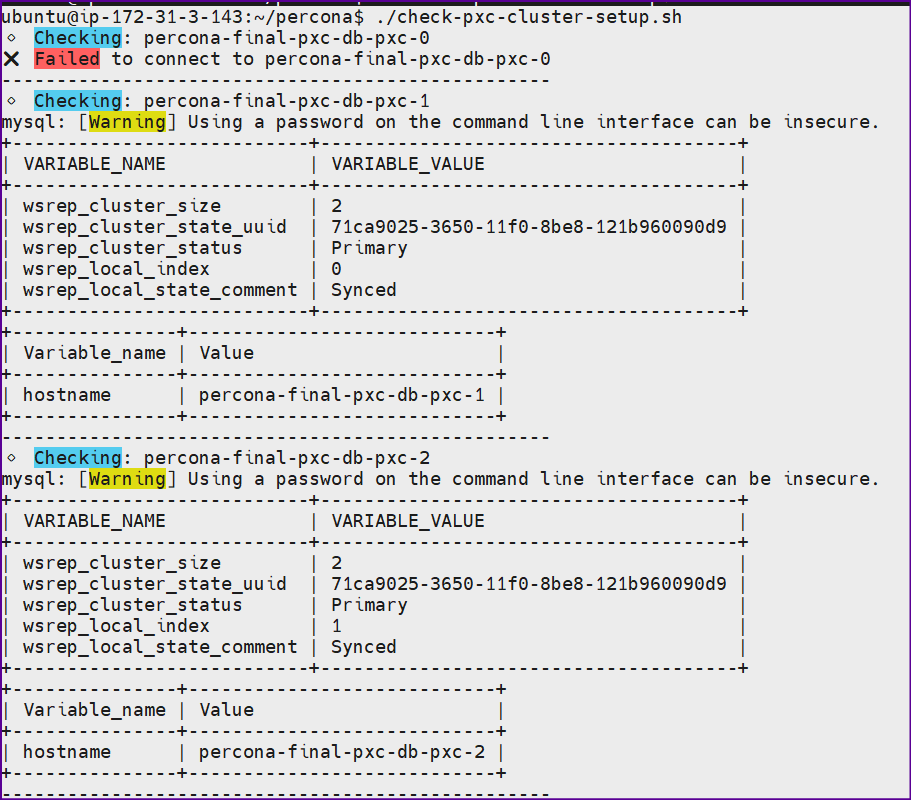 ubuntu@ip-172-31-3-143:~/percona$ ./check-pxc-cluster-setup.sh
⋄ Checking: percona-final-pxc-db-pxc-0
❌ Failed to connect to percona-final-pxc-db-pxc-0
--------------------------------------------------
⋄ Checking: percona-final-pxc-db-pxc-1
mysql: [Warning] Using a password on the command line interface can be insecure.
+---------------------------+--------------------------------------+
| VARIABLE_NAME             | VARIABLE_VALUE                       |
+---------------------------+--------------------------------------+
| wsrep_cluster_size        | 2                                    |
| wsrep_cluster_state_uuid  | 71ca9025-3650-11f0-8be8-121b960090d9 |
| wsrep_cluster_status      | Primary                              |
| wsrep_local_index         | 0                                    |
| wsrep_local_state_comment | Synced                               |
+---------------------------+--------------------------------------+
+---------------+----------------------------+
| Variable_name | Value                      |
+---------------+----------------------------+
| hostname      | percona-final-pxc-db-pxc-1 |
+---------------+----------------------------+
--------------------------------------------------
⋄ Checking: percona-final-pxc-db-pxc-2
mysql: [Warning] Using a password on the command line interface can be insecure.
+---------------------------+--------------------------------------+
| VARIABLE_NAME             | VARIABLE_VALUE                       |
+---------------------------+--------------------------------------+
| wsrep_cluster_size        | 2                                    |
| wsrep_cluster_state_uuid  | 71ca9025-3650-11f0-8be8-121b960090d9 |
| wsrep_cluster_status      | Primary                              |
| wsrep_local_index         | 1                                    |
| wsrep_local_state_comment | Synced                               |
+---------------------------+--------------------------------------+
+---------------+----------------------------+
| Variable_name | Value                      |
+---------------+----------------------------+
| hostname      | percona-final-pxc-db-pxc-2 |
+---------------+----------------------------+
--------------------------------------------------